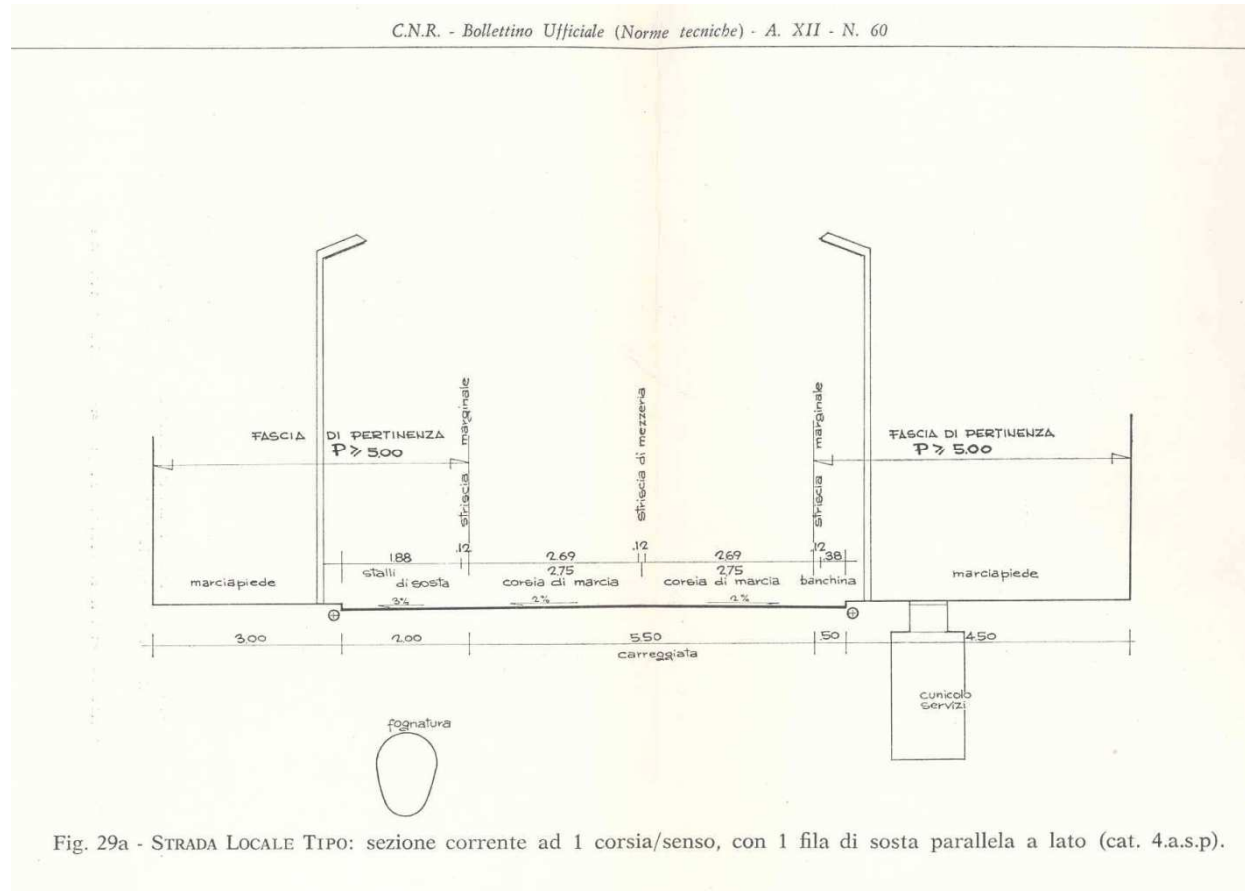 C.N.R. - Bollettino Ufficiale (Norme tecniche) - A. XII - N. 60
FASCIA DI PERTINENZA
P ⩾ 5.00
striscia marginale
striscia di mezzeria
striscia marginale
FASCIA DI PERTINENZA
P ⩾ 5.00
1.88
.12
2.69
.12
2.69
.12
.38
stalli
di sosta
2.75
corsia di marcia
2.75
corsia di marcia
banchina
marciapiede
marciapiede
3%
2%
2%
3.00
2.00
5.50
.50
4.50
carreggiata
cunicolo
servizi
fognatura
Fig. 29a - STRADA LOCALE TIPO: sezione corrente ad 1 corsia/senso, con 1 fila di sosta parallela a lato (cat. 4.a.s.p).